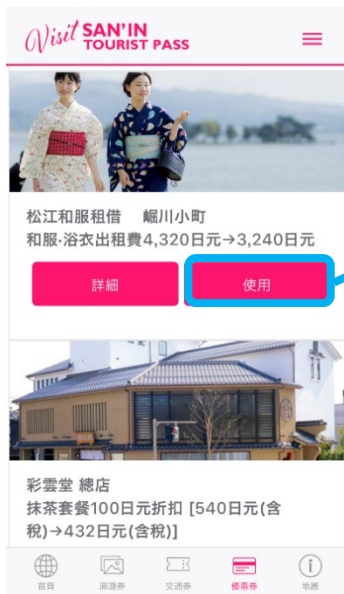 Visit SAN'IN
TOURIST PASS
松江和服租借　崛川小町
和服·浴衣出租費4,320日元→3,240日元
詳細
使用
彩雲堂 總店
抹茶套餐100日元折扣 [540日元(含
稅)→432日元(含稅)]
首頁
周遊券
交通券
優惠券
地圖